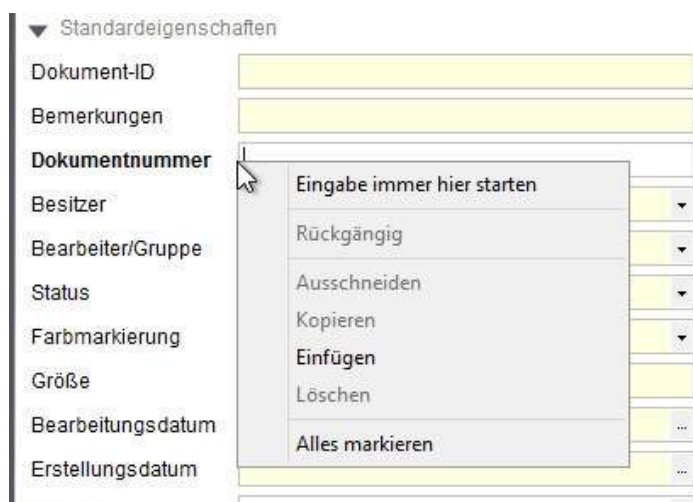 Standardeigenschaften
Dokument-ID
Bemerkungen
Dokumentnummer
Eingabe immer hier starten
Besitzer
Rückgängig
Bearbeiter/Gruppe
Ausschneiden
Status
Kopieren
Farbmarkierung
Einfügen
Größe
Löschen
Bearbeitungsdatum
...
Alles markieren
Erstellungsdatum
...